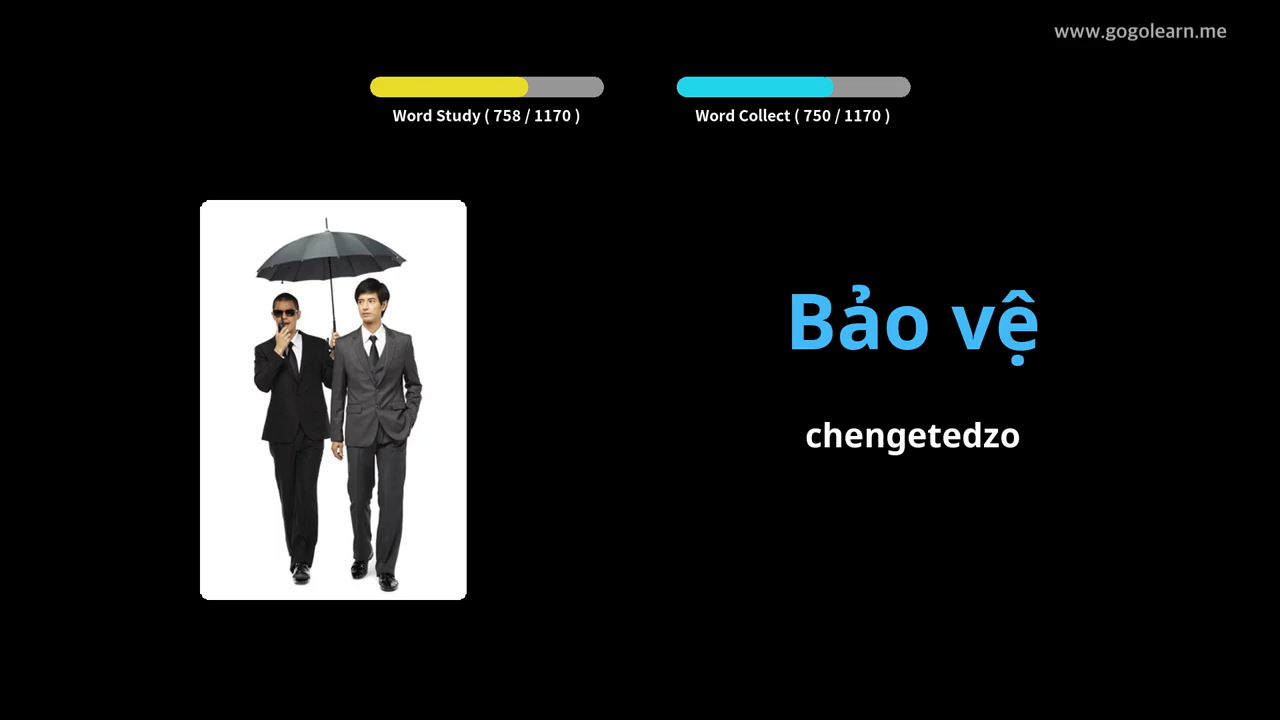 www.gogolearn.me
Word Study ( 758 / 1170 )
Word Collect ( 750 / 1170 )
Bảo vệ
chengetedzo